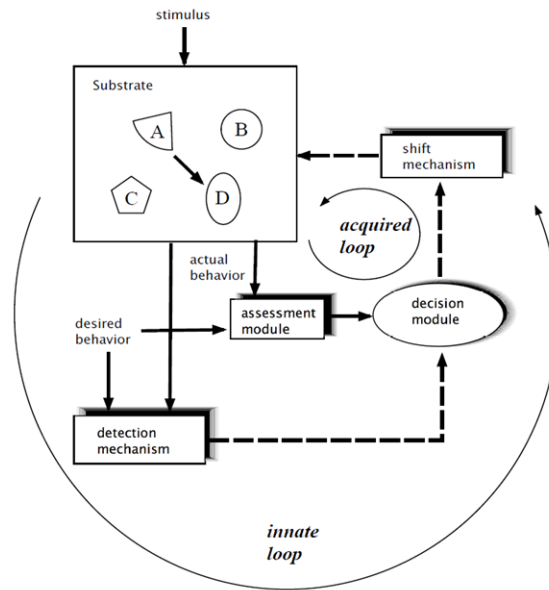 stimulus
Substrate
A
B
C
D
shift
mechanism
acquired
loop
actual
behavior
desired
behavior
assessment
module
decision
module
detection
mechanism
innate
loop